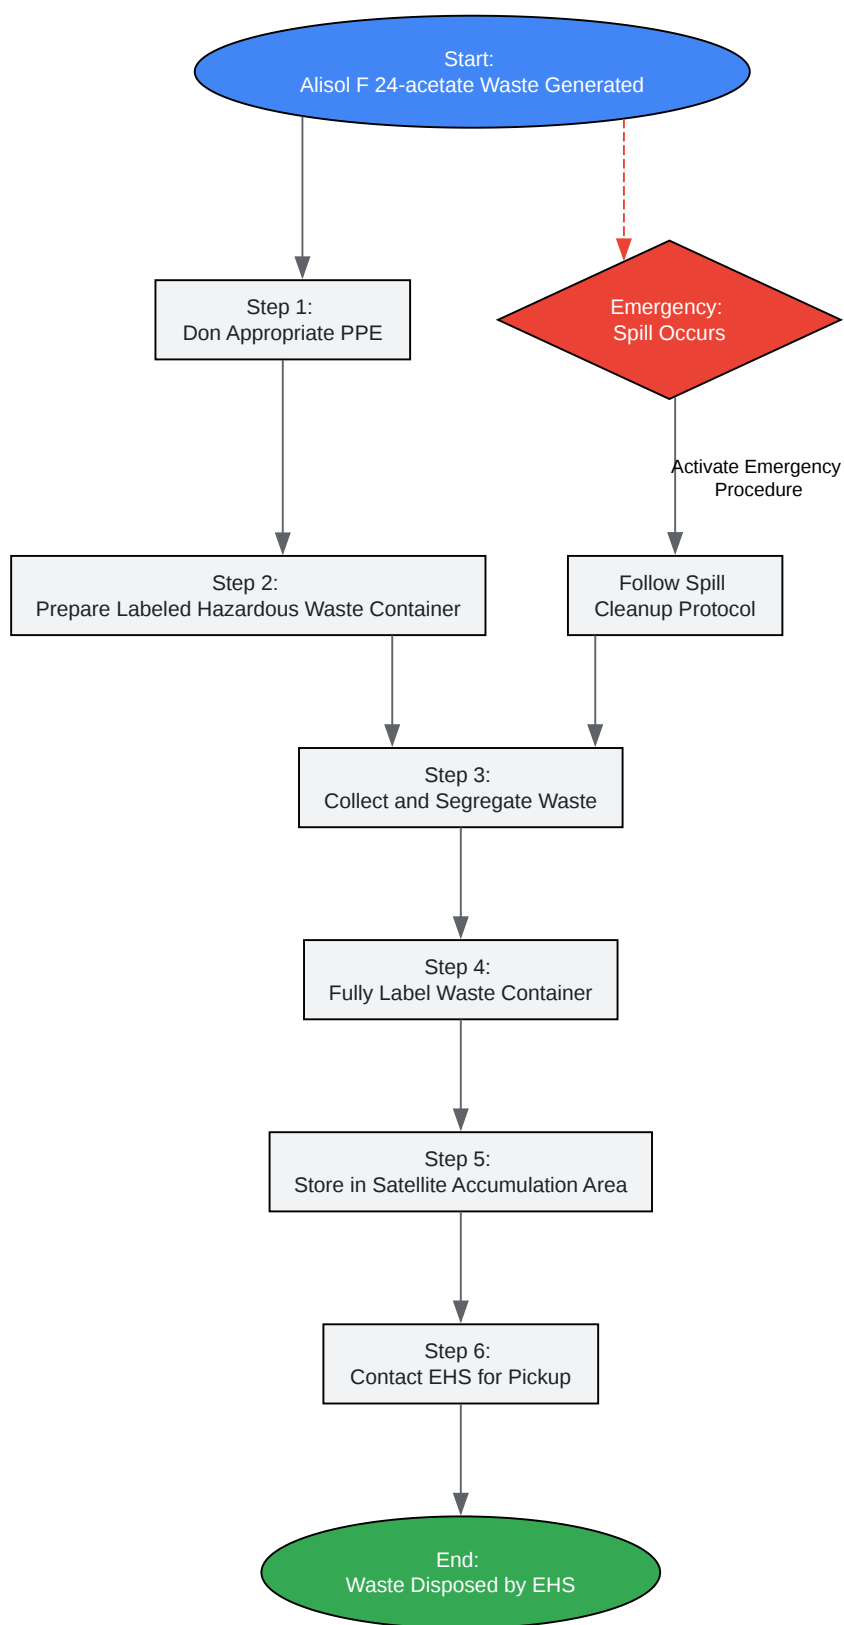 Start:
Alisol F 24-acetate Waste Generated
Step 1:
Don Appropriate PPE
Emergency:
Spill Occurs
Activate Emergency
Procedure
Step 2:
Prepare Labeled Hazardous Waste Container
Follow Spill
Cleanup Protocol
Step 3:
Collect and Segregate Waste
Step 4:
Fully Label Waste Container
Step 5:
Store in Satellite Accumulation Area
Step 6:
Contact EHS for Pickup
End:
Waste Disposed by EHS